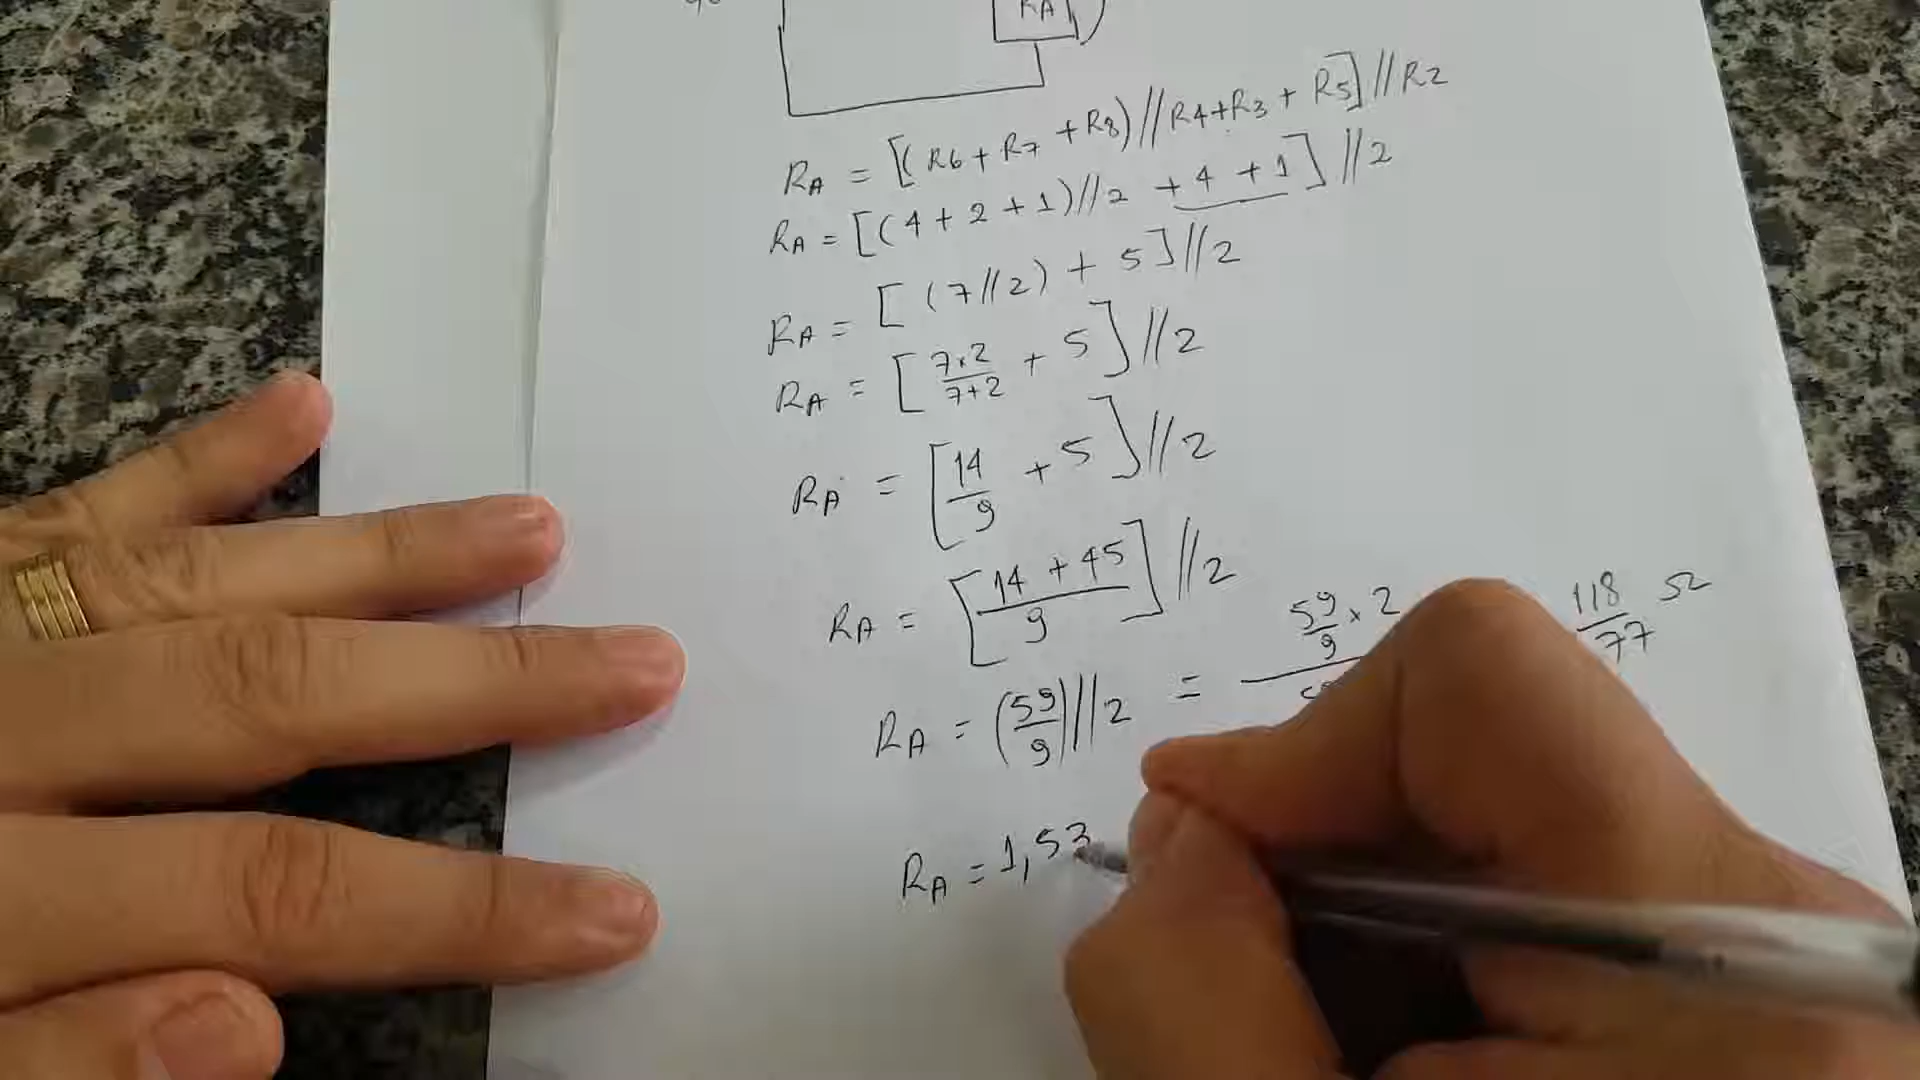 RA
RA = [(R6 + R7 + R8) // R4 + R3 + R5] // R2
RA = [(4 + 2 + 1) // 2 + 4 + 1] // 2
RA = [(7 // 2) + 5] // 2
RA = [7x2/7+2 + 5] // 2
RA = [14/9 + 5] // 2
RA = [14 + 45/9] // 2
RA = (59/9) // 2 = 59/9 x 2 118/77 Ω
RA = 1,53